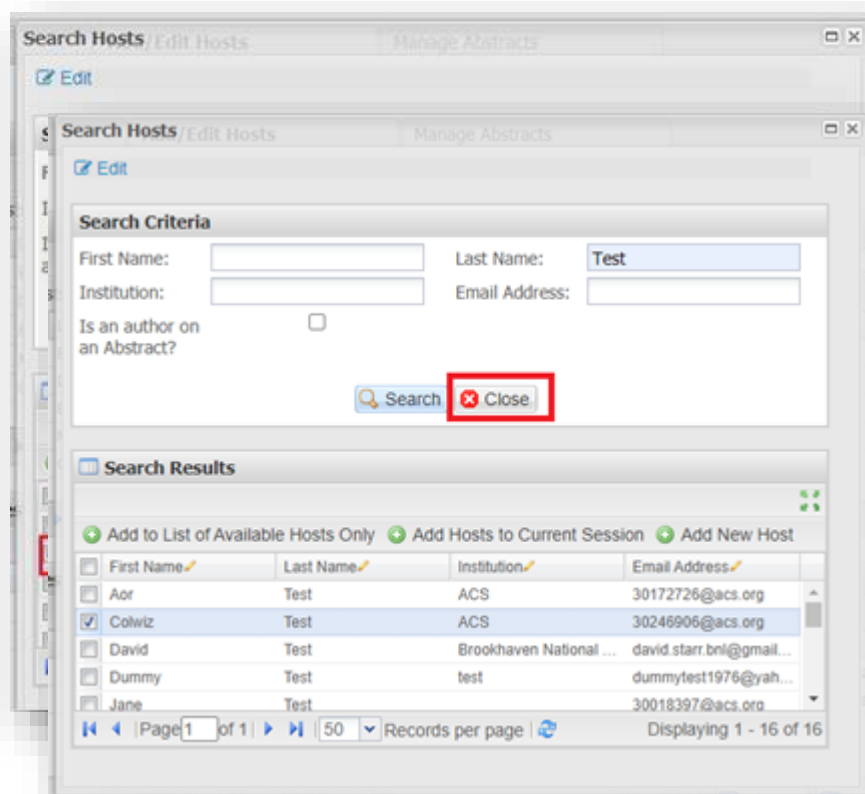 Search Hosts
Add/Edit Hosts Manage Abstracts
Edit
Search Hosts
Add/Edit Hosts Manage Abstracts
Edit
Search Criteria
First Name: Last Name: Test
Institution: Email Address:
Is an author on
an Abstract?
Search Close
Search Results
Add to List of Available Hosts Only Add Hosts to Current Session Add New Host
First Name Last Name Institution Email Address
Aor Test ACS 30172726@acs.org
Colwiz Test ACS 30246906@acs.org
David Test Brookhaven National ... david.starr.bnl@gmail...
Dummy Test test dummytest1976@yah...
Jane Test 30018397@acs.org
Page 1 of 1 50 Records per page Displaying 1 - 16 of 16